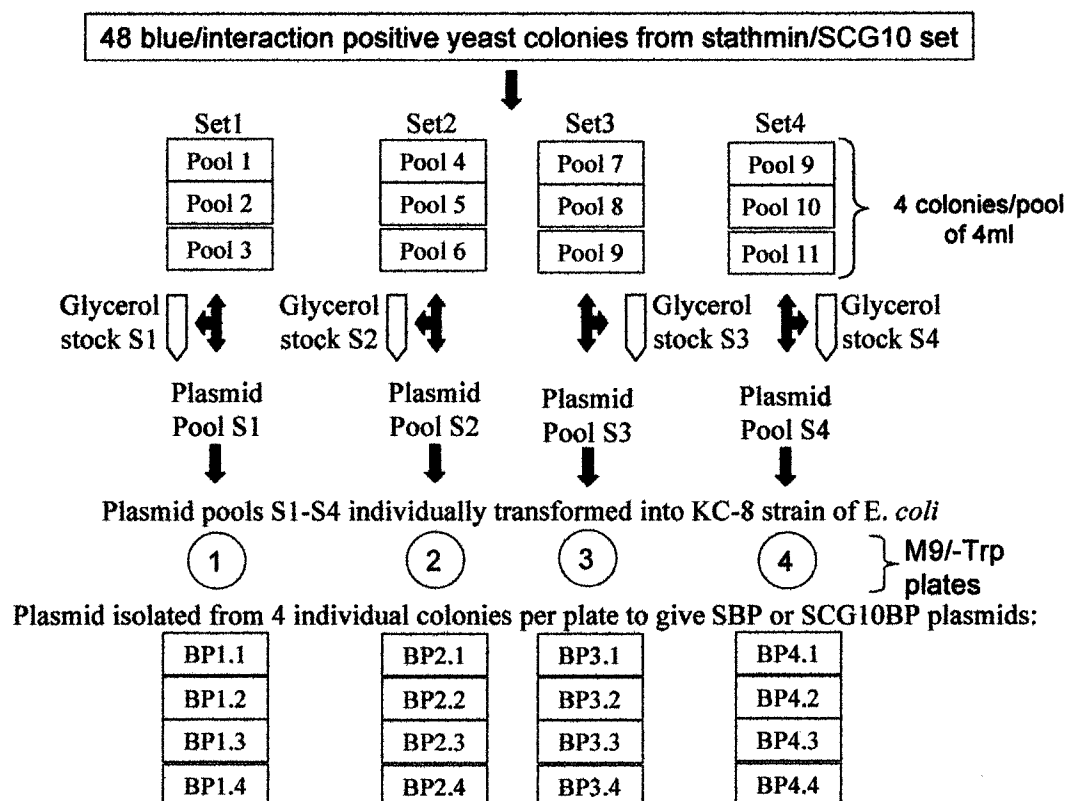 48 blue/interaction positive yeast colonies from stathmin/SCG10 set
Set1 Set2 Set3 Set4
Pool 1 Pool 4 Pool 7 Pool 9
Pool 2 Pool 5 Pool 8 Pool 10
Pool 3 Pool 6 Pool 9 Pool 11
4 colonies/pool
of 4ml
Glycerol Glycerol Glycerol Glycerol
stock S1 stock S2 stock S3 stock S4
Plasmid Plasmid Plasmid Plasmid
Pool S1 Pool S2 Pool S3 Pool S4
Plasmid pools S1-S4 individually transformed into KC-8 strain of E. coli
1 2 3 4
M9/-Trp
plates
Plasmid isolated from 4 individual colonies per plate to give SBP or SCG10BP plasmids:
BP1.1 BP2.1 BP3.1 BP4.1
BP1.2 BP2.2 BP3.2 BP4.2
BP1.3 BP2.3 BP3.3 BP4.3
BP1.4 BP2.4 BP3.4 BP4.4